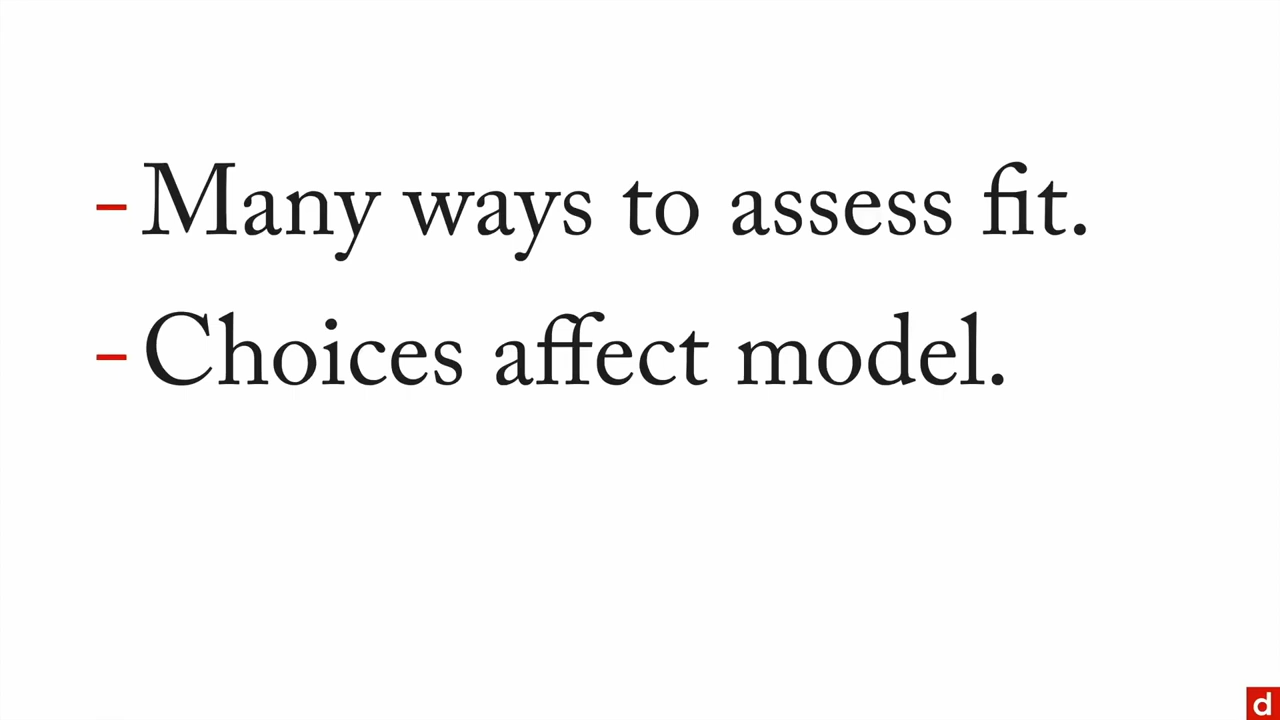 – Many ways to assess fit.
– Choices affect model.
d